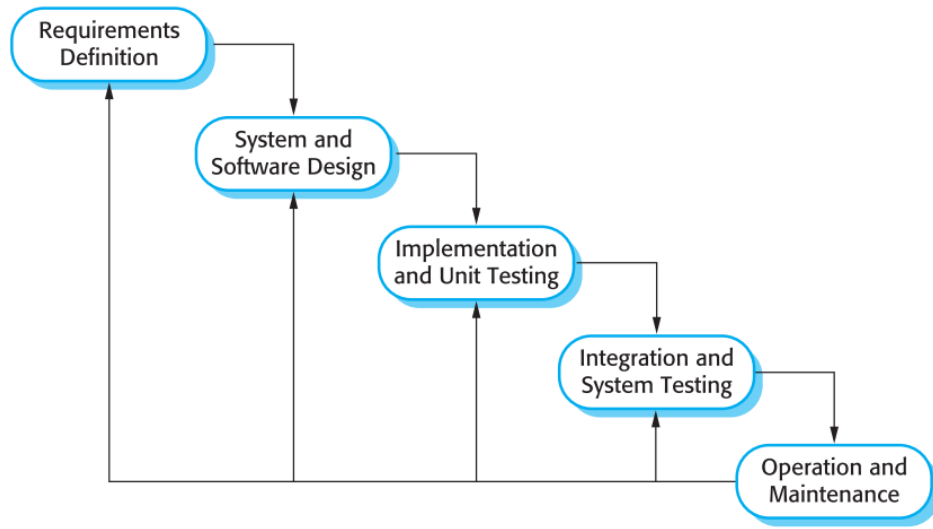 Requirements
Definition
System and
Software Design
Implementation
and Unit Testing
Integration and
System Testing
Operation and
Maintenance